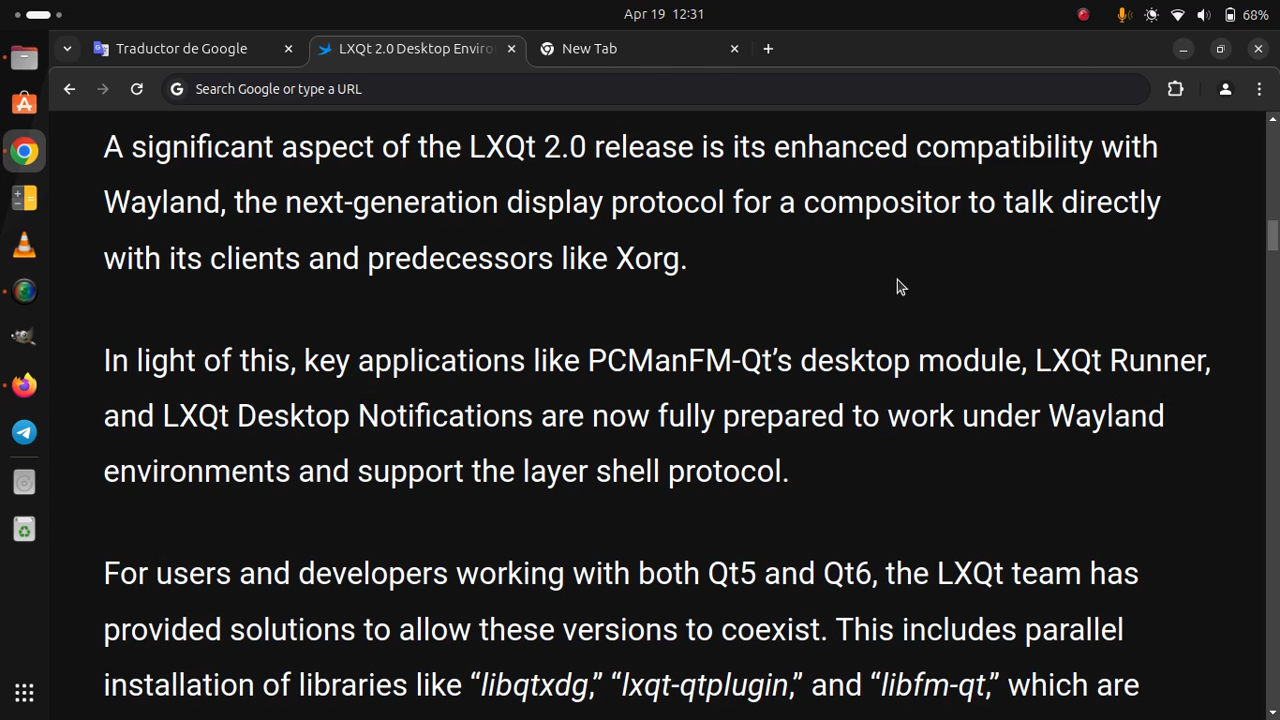 Apr 19 12:31
68%
Traductor de Google
LXQt 2.0 Desktop Enviro
New Tab
Search Google or type a URL
A significant aspect of the LXQt 2.0 release is its enhanced compatibility with
Wayland, the next-generation display protocol for a compositor to talk directly
with its clients and predecessors like Xorg.
In light of this, key applications like PCManFM-Qt’s desktop module, LXQt Runner,
and LXQt Desktop Notifications are now fully prepared to work under Wayland
environments and support the layer shell protocol.
For users and developers working with both Qt5 and Qt6, the LXQt team has
provided solutions to allow these versions to coexist. This includes parallel
installation of libraries like “libqtxdg,” “lxqt-qtplugin,” and “libfm-qt,” which are